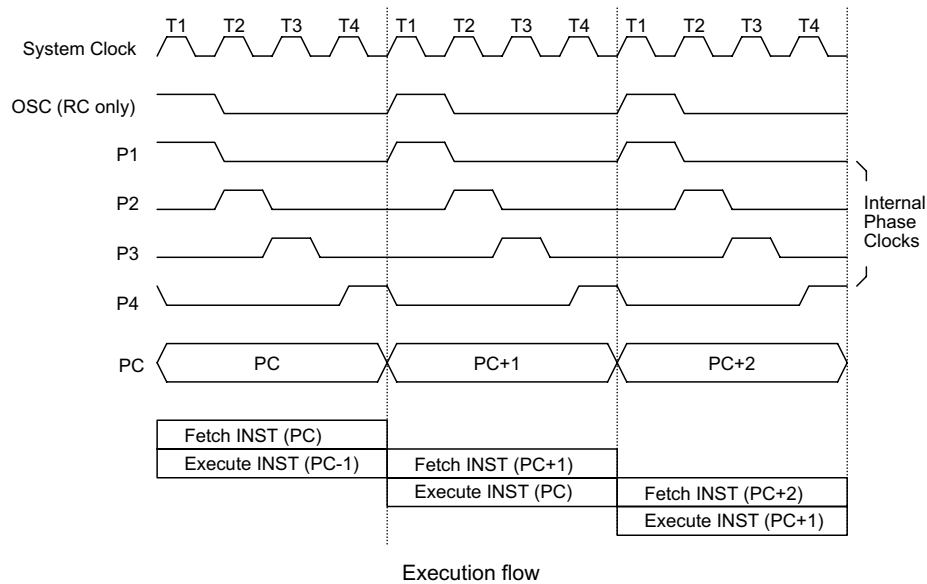 T1 T2 T3 T4 T1 T2 T3 T4 T1 T2 T3 T4
System Clock
OSC (RC only)
P1
P2
P3
P4
Internal
Phase
Clocks
PC PC PC+1 PC+2
Fetch INST (PC)
Execute INST (PC-1) Fetch INST (PC+1)
Execute INST (PC) Fetch INST (PC+2)
Execute INST (PC+1)
Execution flow